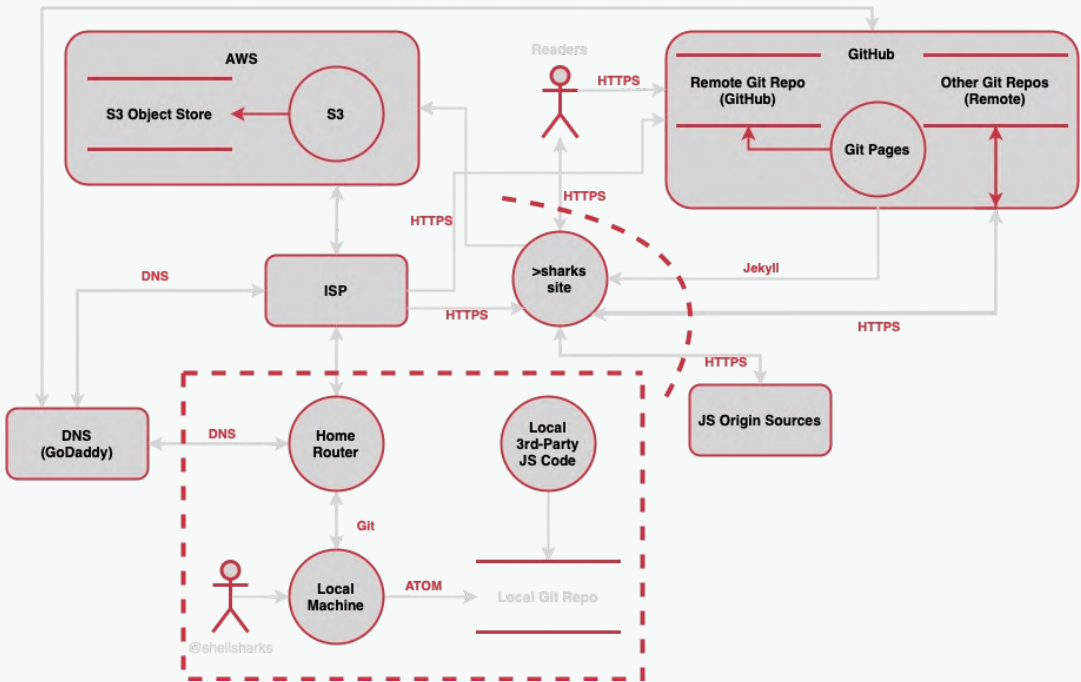 AWS
S3 Object Store
S3
Readers
HTTPS
GitHub
Remote Git Repo
(GitHub)
Other Git Repos
(Remote)
Git Pages
HTTPS
HTTPS
DNS
ISP
HTTPS
>sharks
site
Jekyll
HTTPS
HTTPS
JS Origin Sources
DNS
(GoDaddy)
DNS
Home
Router
Local
3rd-Party
JS Code
Git
Local
Machine
ATOM
Local Git Repo
@shellsharks